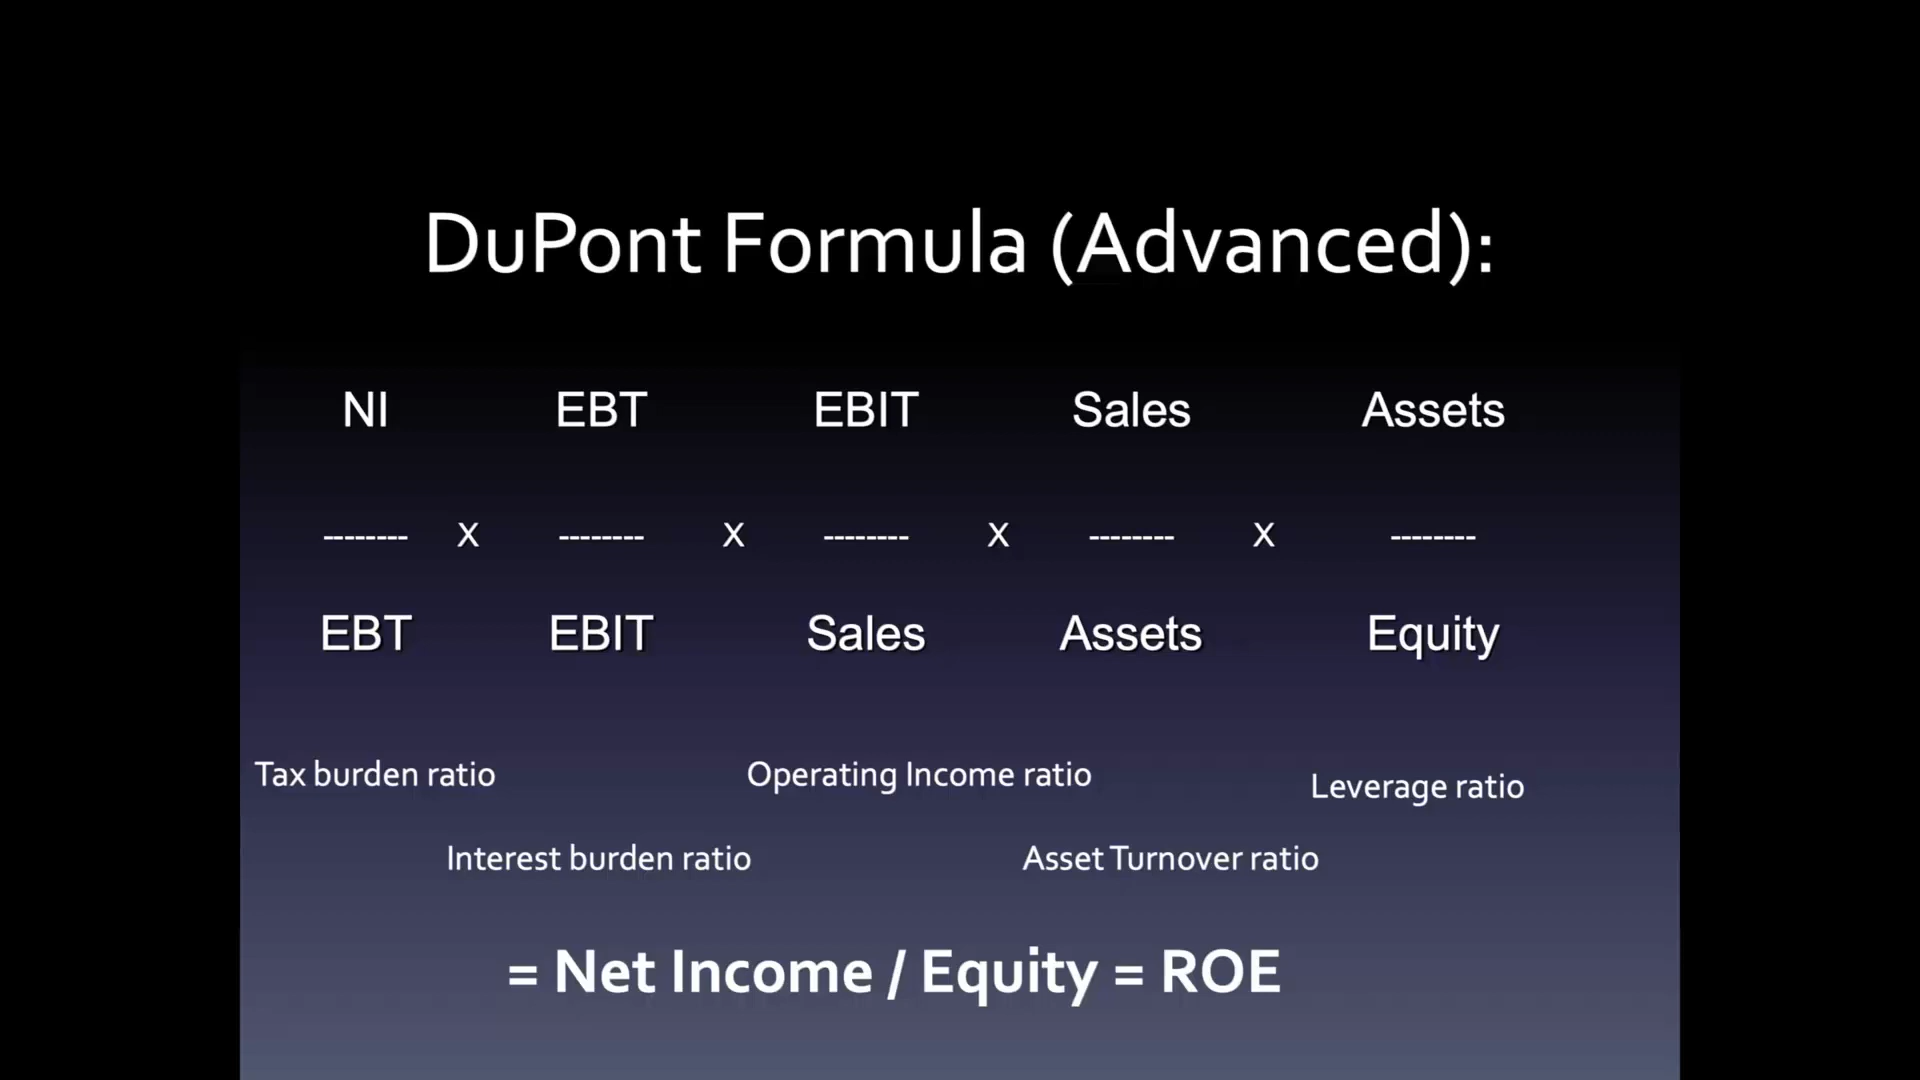 DuPont Formula (Advanced):
NI EBT EBIT Sales Assets
-------- X -------- X -------- X -------- X --------
EBT EBIT Sales Assets Equity
Tax burden ratio Operating Income ratio Leverage ratio
Interest burden ratio Asset Turnover ratio
= Net Income / Equity = ROE